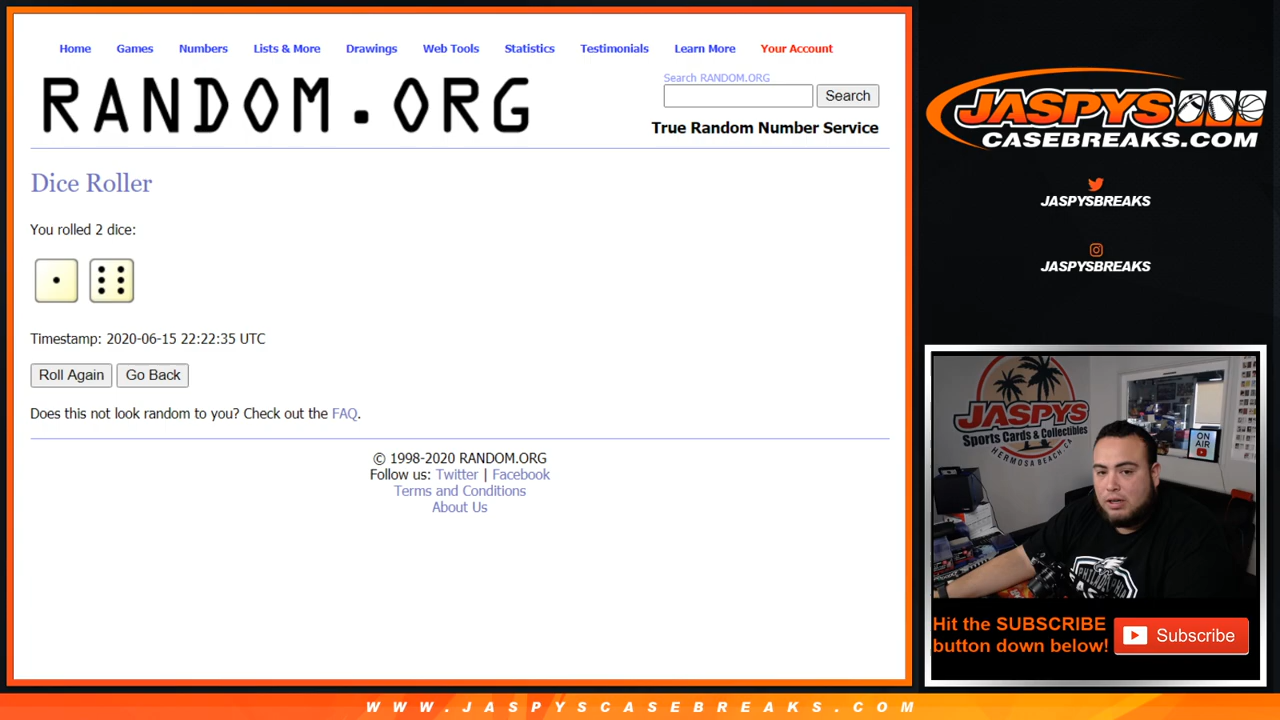 Home Games Numbers Lists & More Drawings Web Tools Statistics Testimonials Learn More Your Account
RANDOM.ORG
Search RANDOM.ORG
Search
True Random Number Service
Dice Roller
You rolled 2 dice:
Timestamp: 2020-06-15 22:22:35 UTC
Roll Again Go Back
Does this not look random to you? Check out the FAQ.
© 1998-2020 RANDOM.ORG
Follow us: Twitter | Facebook
Terms and Conditions
About Us
JASPYS
CASEBREAKS.COM
JASPYSBREAKS
JASPYSBREAKS
JASPYS
Sports Cards & Collectibles
HERMOSA BEACH, CA
ON
AIR
PHILADELPHIA
Hit the SUBSCRIBE
button down below!
Subscribe
WWW.JASPYSCASEBREAKS.COM